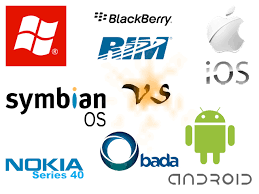 BlackBerry
RIM
iOS
symbian
OS
VS
NOKIA
Series 40
bada
ANDROID